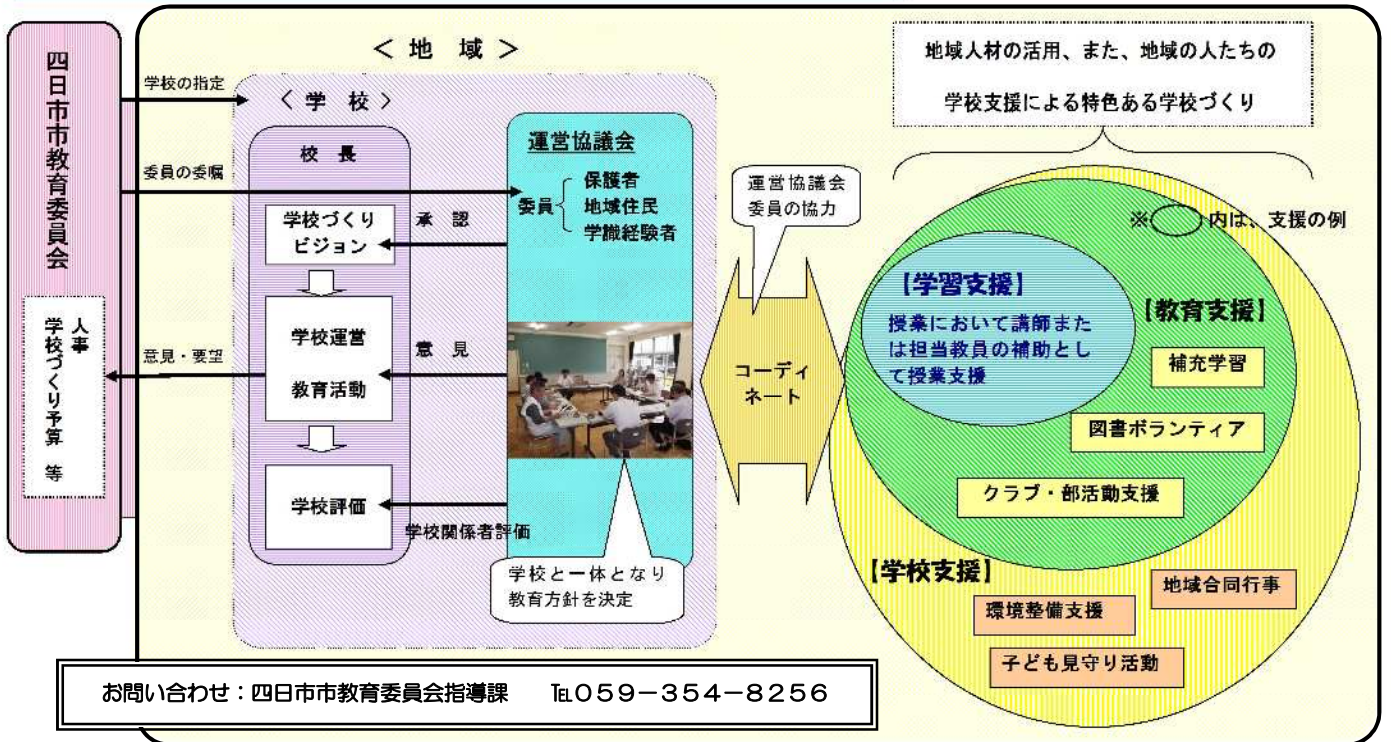 四日市市教育委員会
人事
学校づくり予算 等
学校の指定
委員の委嘱
意見・要望
＜ 地 域 ＞
〈 学 校 〉
校 長
学校づくり
ビジョン
学校運営
教育活動
学校評価
承 認
意 見
学校関係者評価
運営協議会
委員
保護者
地域住民
学識経験者
学校と一体となり
教育方針を決定
運営協議会
委員の協力
コーディ
ネート
地域人材の活用、また、地域の人たちの
学校支援による特色ある学校づくり
※ 内は、支援の例
【学習支援】
授業において講師また
は担当教員の補助とし
て授業支援
【教育支援】
補充学習
図書ボランティア
クラブ・部活動支援
【学校支援】
地域合同行事
環境整備支援
子ども見守り活動
お問い合わせ：四日市市教育委員会指導課 ℡０５９－３５４－８２５６